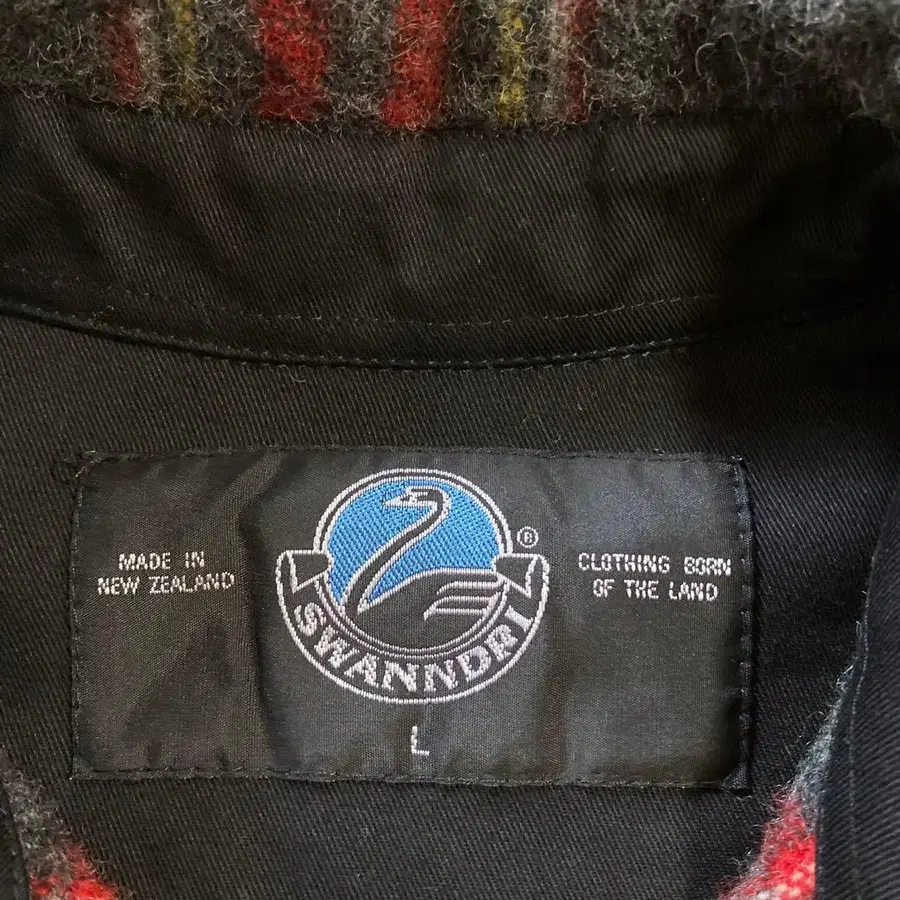 MADE IN
NEW ZEALAND
®
SWANNDRI
CLOTHING BORN
OF THE LAND
L